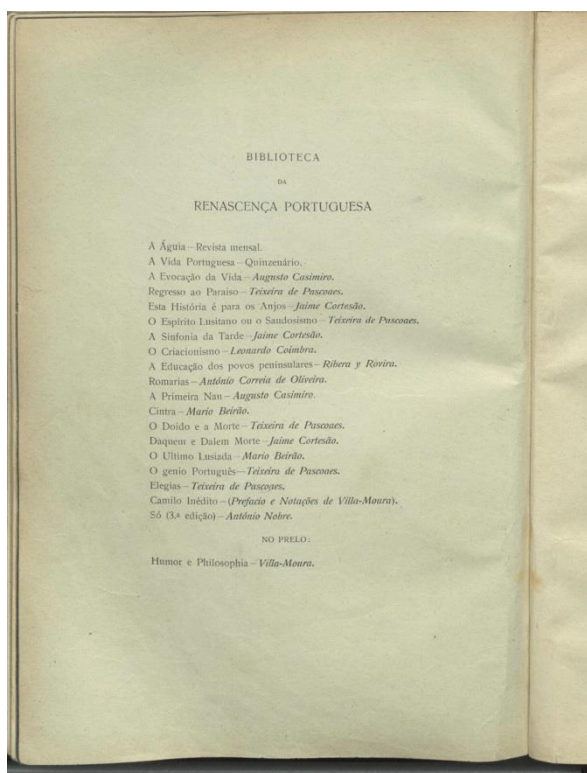 BIBLIOTECA
DA
RENASCENÇA PORTUGUESA
A Águia—Revista mensal.
A Vida Portuguesa—Quinzenário.
A Evocação da Vida—Augusto Casimiro.
Regresso ao Paraiso—Teixeira de Pascoaes.
Esta História é para os Anjos—Jaime Cortesão.
O Espírito Lusitano ou o Saudosismo—Teixeira de Pascoaes.
A Sinfonia da Tarde—Jaime Cortesão.
O Criacionismo—Leonardo Coimbra.
A Educação dos povos peninsulares—Ribera y Rovira.
Romarias—António Correia de Oliveira.
A Primeira Nau—Augusto Casimiro.
Cintra—Mario Beirão.
O Doido e a Morte—Teixeira de Pascoaes.
Daquem e Dalem Morte—Jaime Cortesão.
O Ultimo Lusiada—Mario Beirão.
O genio Português—Teixeira de Pascoaes.
Elegias—Teixeira de Pascoaes.
Camilo Inédito—(Prefacio e Notações de Villa-Moura).
Só (3.ª edição)—António Nobre.
NO PRELO:
Humor e Philosophia—Villa-Moura.